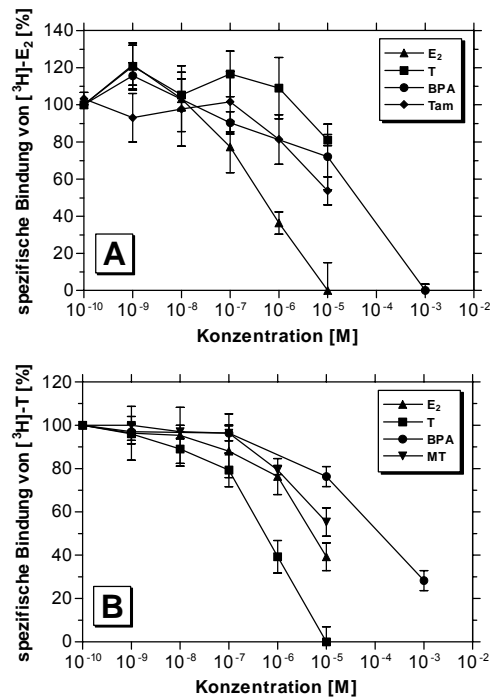 spezifische Bindung von [³H]-E₂ [%]
140
120
100
80
60
40
20
0
E₂
T
BPA
Tam
A
10⁻¹⁰ 10⁻⁹ 10⁻⁸ 10⁻⁷ 10⁻⁶ 10⁻⁵ 10⁻⁴ 10⁻³ 10⁻²
Konzentration [M]
spezifische Bindung von [³H]-T [%]
120
100
80
60
40
20
0
E₂
T
BPA
MT
B
10⁻¹⁰ 10⁻⁹ 10⁻⁸ 10⁻⁷ 10⁻⁶ 10⁻⁵ 10⁻⁴ 10⁻³ 10⁻²
Konzentration [M]